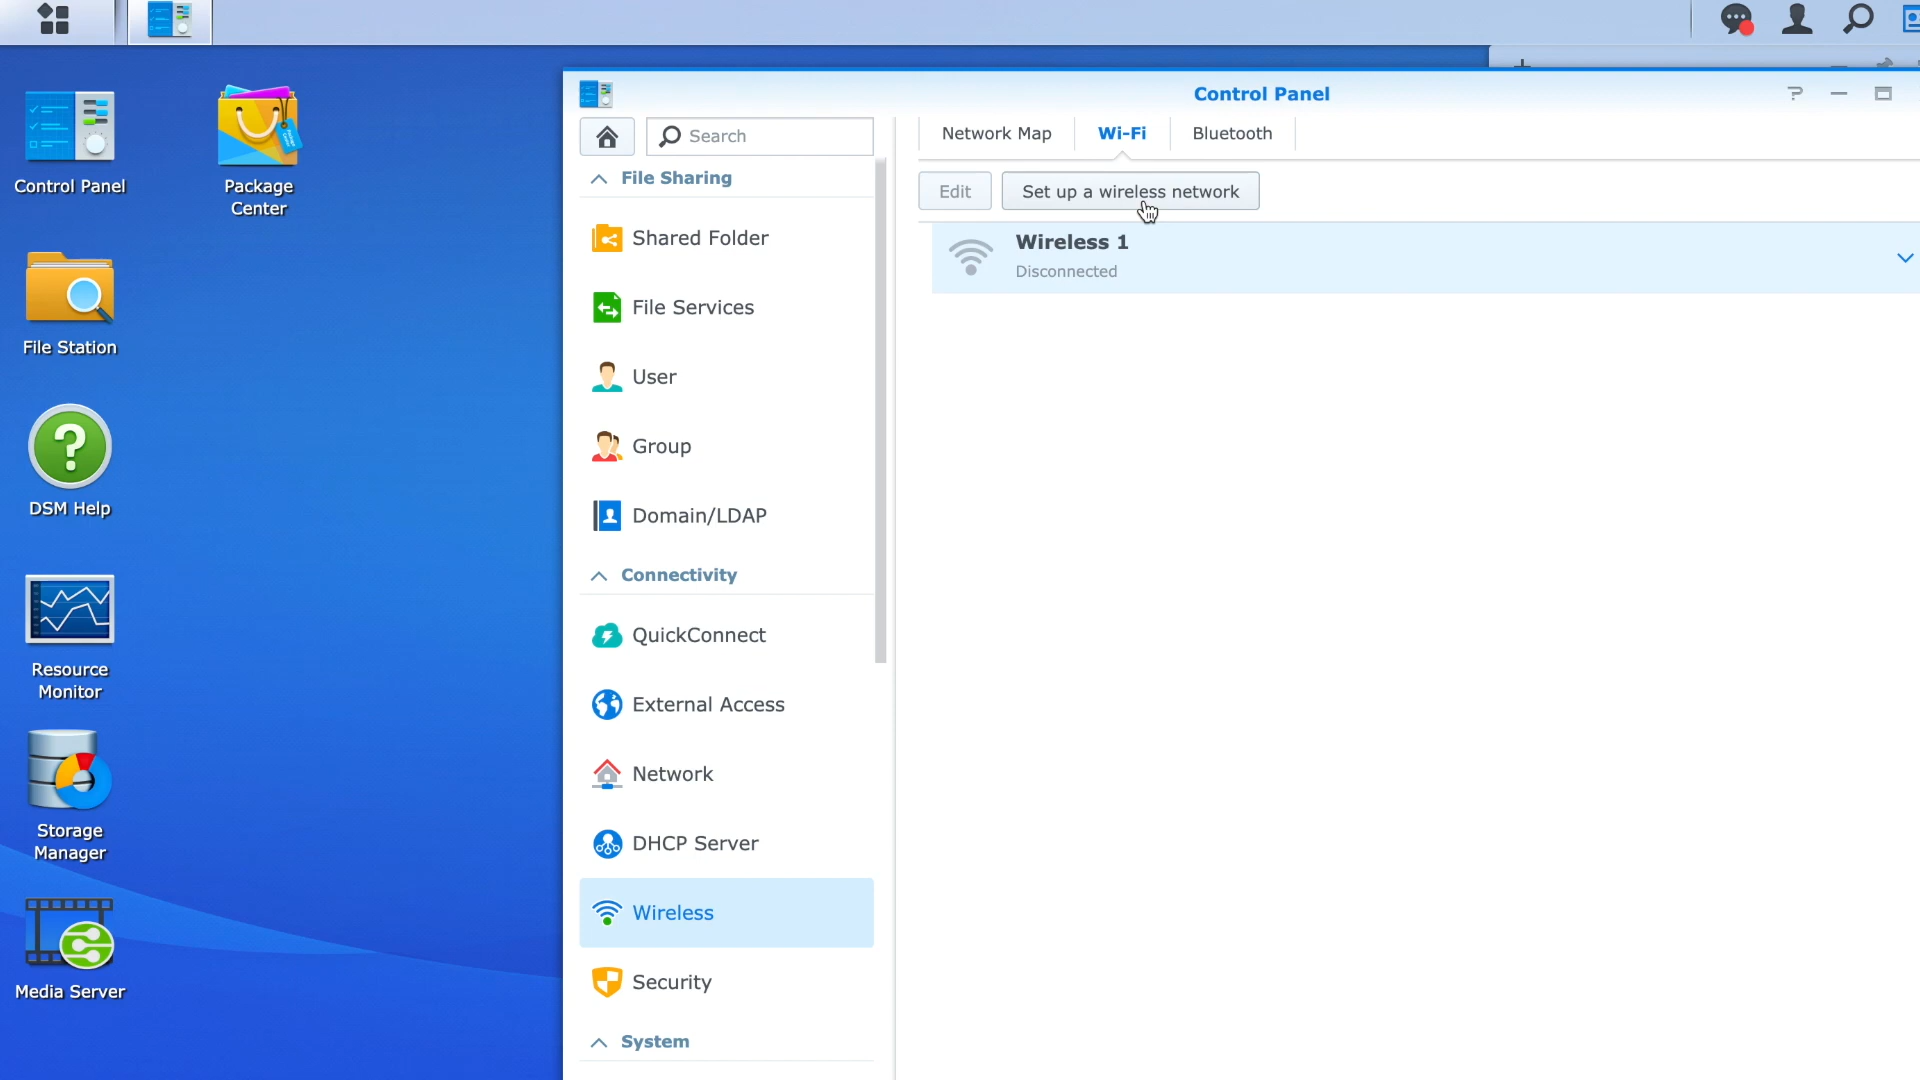 Control Panel
Package
Center
File Station
DSM Help
Resource
Monitor
Storage
Manager
Media Server
Control Panel
Search
File Sharing
Shared Folder
File Services
User
Group
Domain/LDAP
Connectivity
QuickConnect
External Access
Network
DHCP Server
Wireless
Security
System
Network Map
Wi-Fi
Bluetooth
Edit
Set up a wireless network
Wireless 1
Disconnected